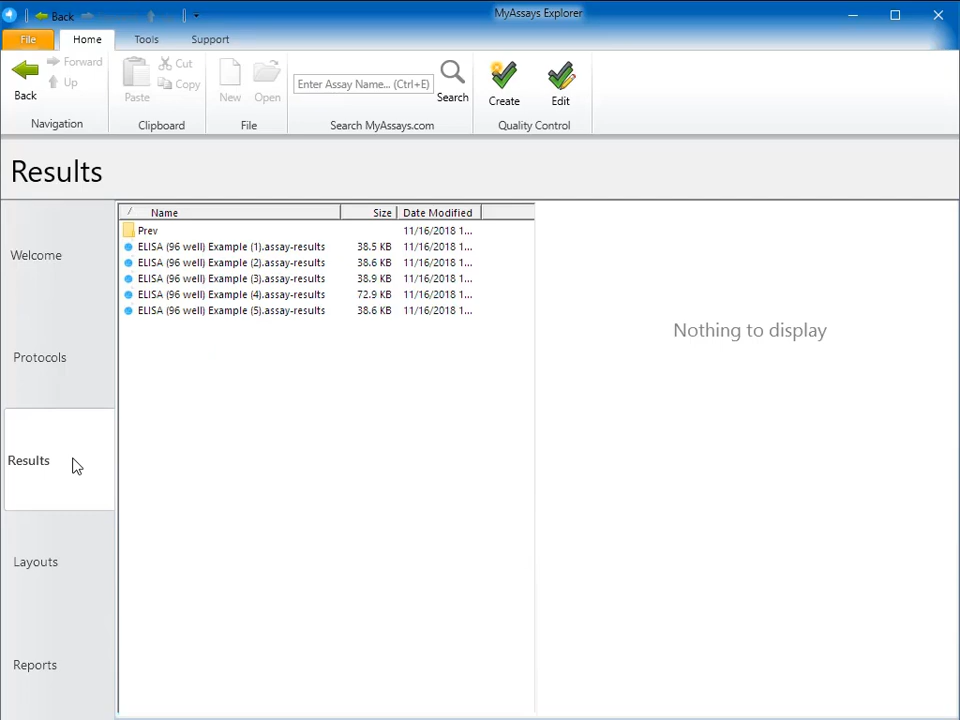 Back
MyAssays Explorer
File Home Tools Support
Back
Forward
Up
Navigation
Paste
Cut
Copy
Clipboard
New
Open
File
Enter Assay Name... (Ctrl+E)
Search
Search MyAssays.com
Create
Edit
Quality Control
Results
Welcome
Protocols
Results
Layouts
Reports
Name Size Date Modified
Prev 11/16/2018 1...
ELISA (96 well) Example (1).assay-results 38.5 KB 11/16/2018 1...
ELISA (96 well) Example (2).assay-results 38.6 KB 11/16/2018 1...
ELISA (96 well) Example (3).assay-results 38.9 KB 11/16/2018 1...
ELISA (96 well) Example (4).assay-results 72.9 KB 11/16/2018 1...
ELISA (96 well) Example (5).assay-results 38.6 KB 11/16/2018 1...
Nothing to display